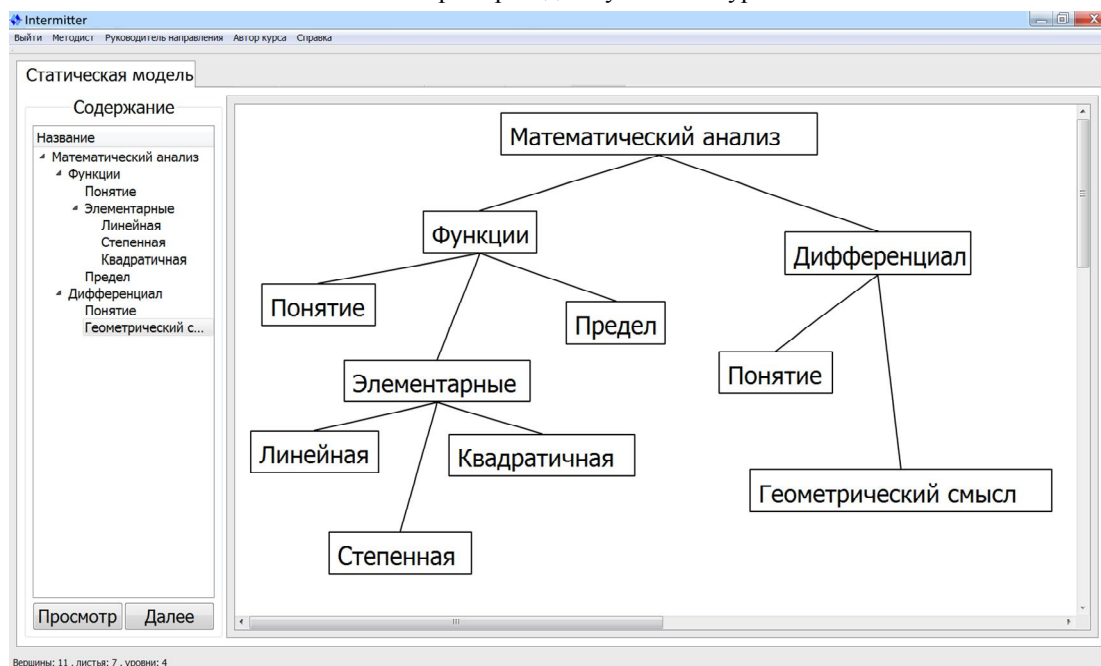 Intermitter
Выйти Методист Руководитель направления Автор курса Справка
Статическая модель
Содержание
Название
Математический анализ
Функции
Понятие
Элементарные
Линейная
Степенная
Квадратичная
Предел
Дифференциал
Понятие
Геометрический с...
Просмотр Далее
Математический анализ
Функции
Дифференциал
Понятие
Предел
Понятие
Элементарные
Линейная
Квадратичная
Геометрический смысл
Степенная
Вершины: 11 , листья: 7 , уровни: 4